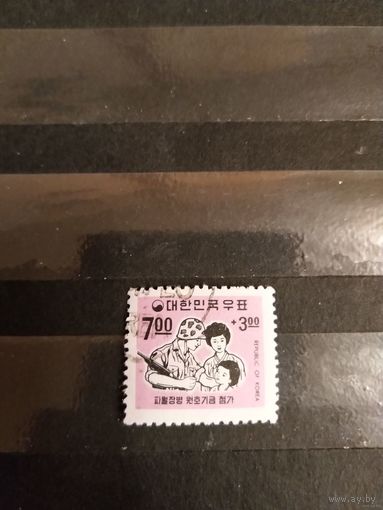 대한민국우표
7.00 +3.00
REPUBLIC OF KOREA
파월장병 원호기금 첨가
www.ay.by